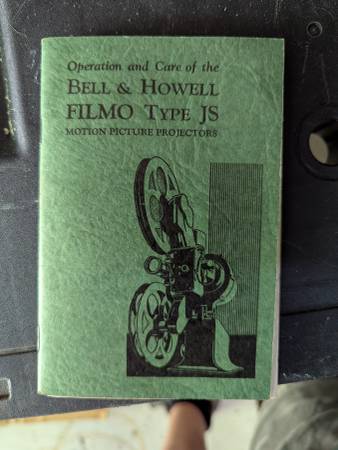 Operation and Care of the
BELL & HOWELL
FILMO TYPE JS
MOTION PICTURE PROJECTORS